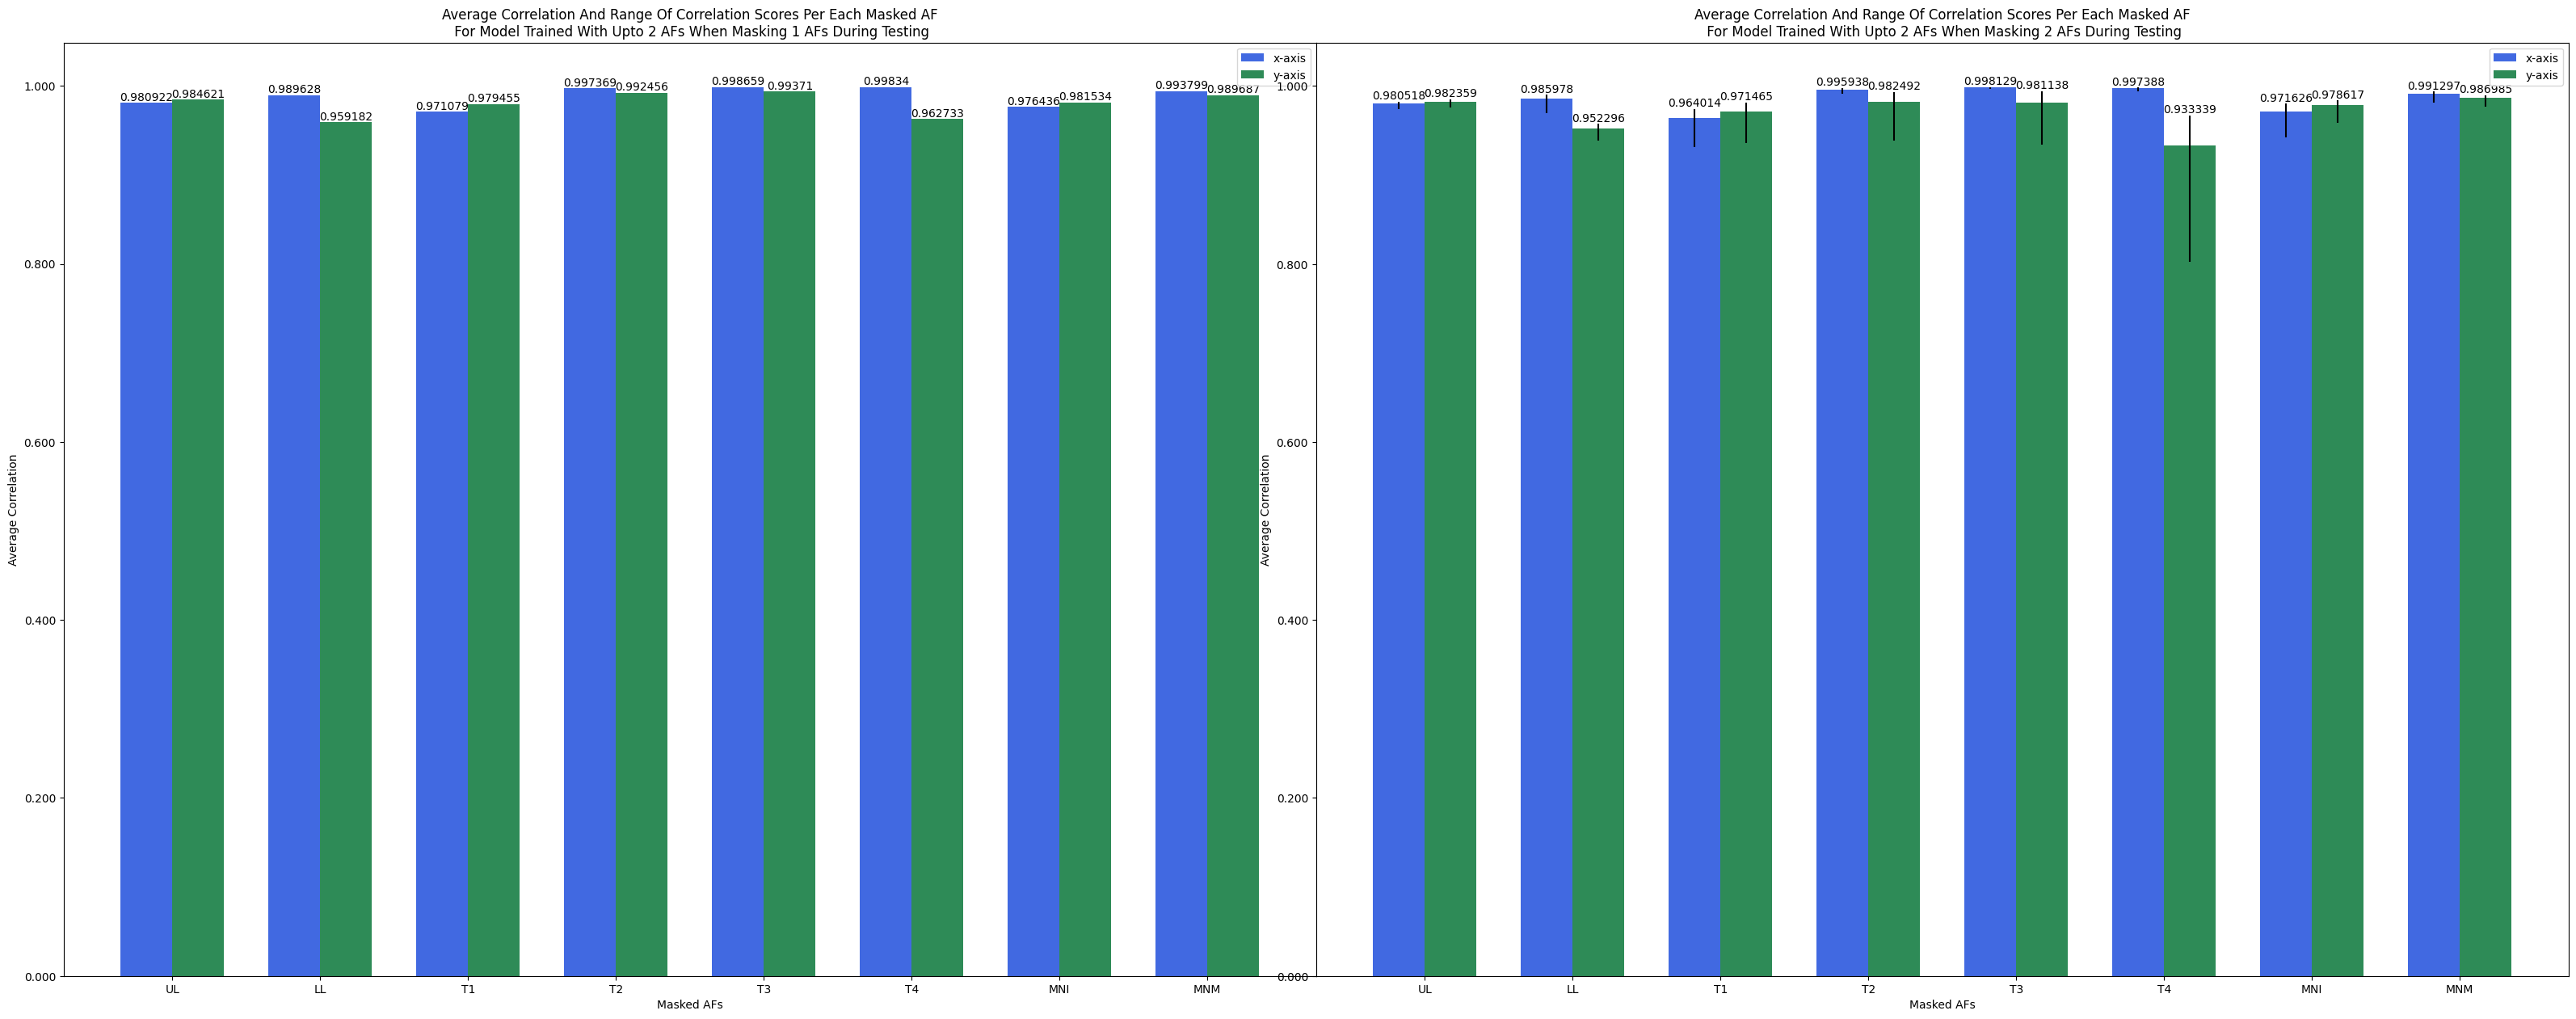 Average Correlation And Range Of Correlation Scores Per Each Masked AF
For Model Trained With Upto 2 AFs When Masking 1 AFs During Testing
x-axis
y-axis
1.000
0.800
0.600
0.400
0.200
0.000
Average Correlation
0.980922
0.984621
0.989628
0.959182
0.971079
0.979455
0.997369
0.992456
0.998659
0.99371
0.99834
0.962733
0.976436
0.981534
0.993799
0.989687
UL
LL
T1
T2
T3
T4
MNI
MNM
Masked AFs
Average Correlation And Range Of Correlation Scores Per Each Masked AF
For Model Trained With Upto 2 AFs When Masking 2 AFs During Testing
x-axis
y-axis
1.000
0.800
0.600
0.400
0.200
0.000
Average Correlation
0.980518
0.982359
0.985978
0.952296
0.964014
0.971465
0.995938
0.982492
0.998129
0.981138
0.997388
0.933339
0.971626
0.978617
0.991297
0.986985
UL
LL
T1
T2
T3
T4
MNI
MNM
Masked AFs